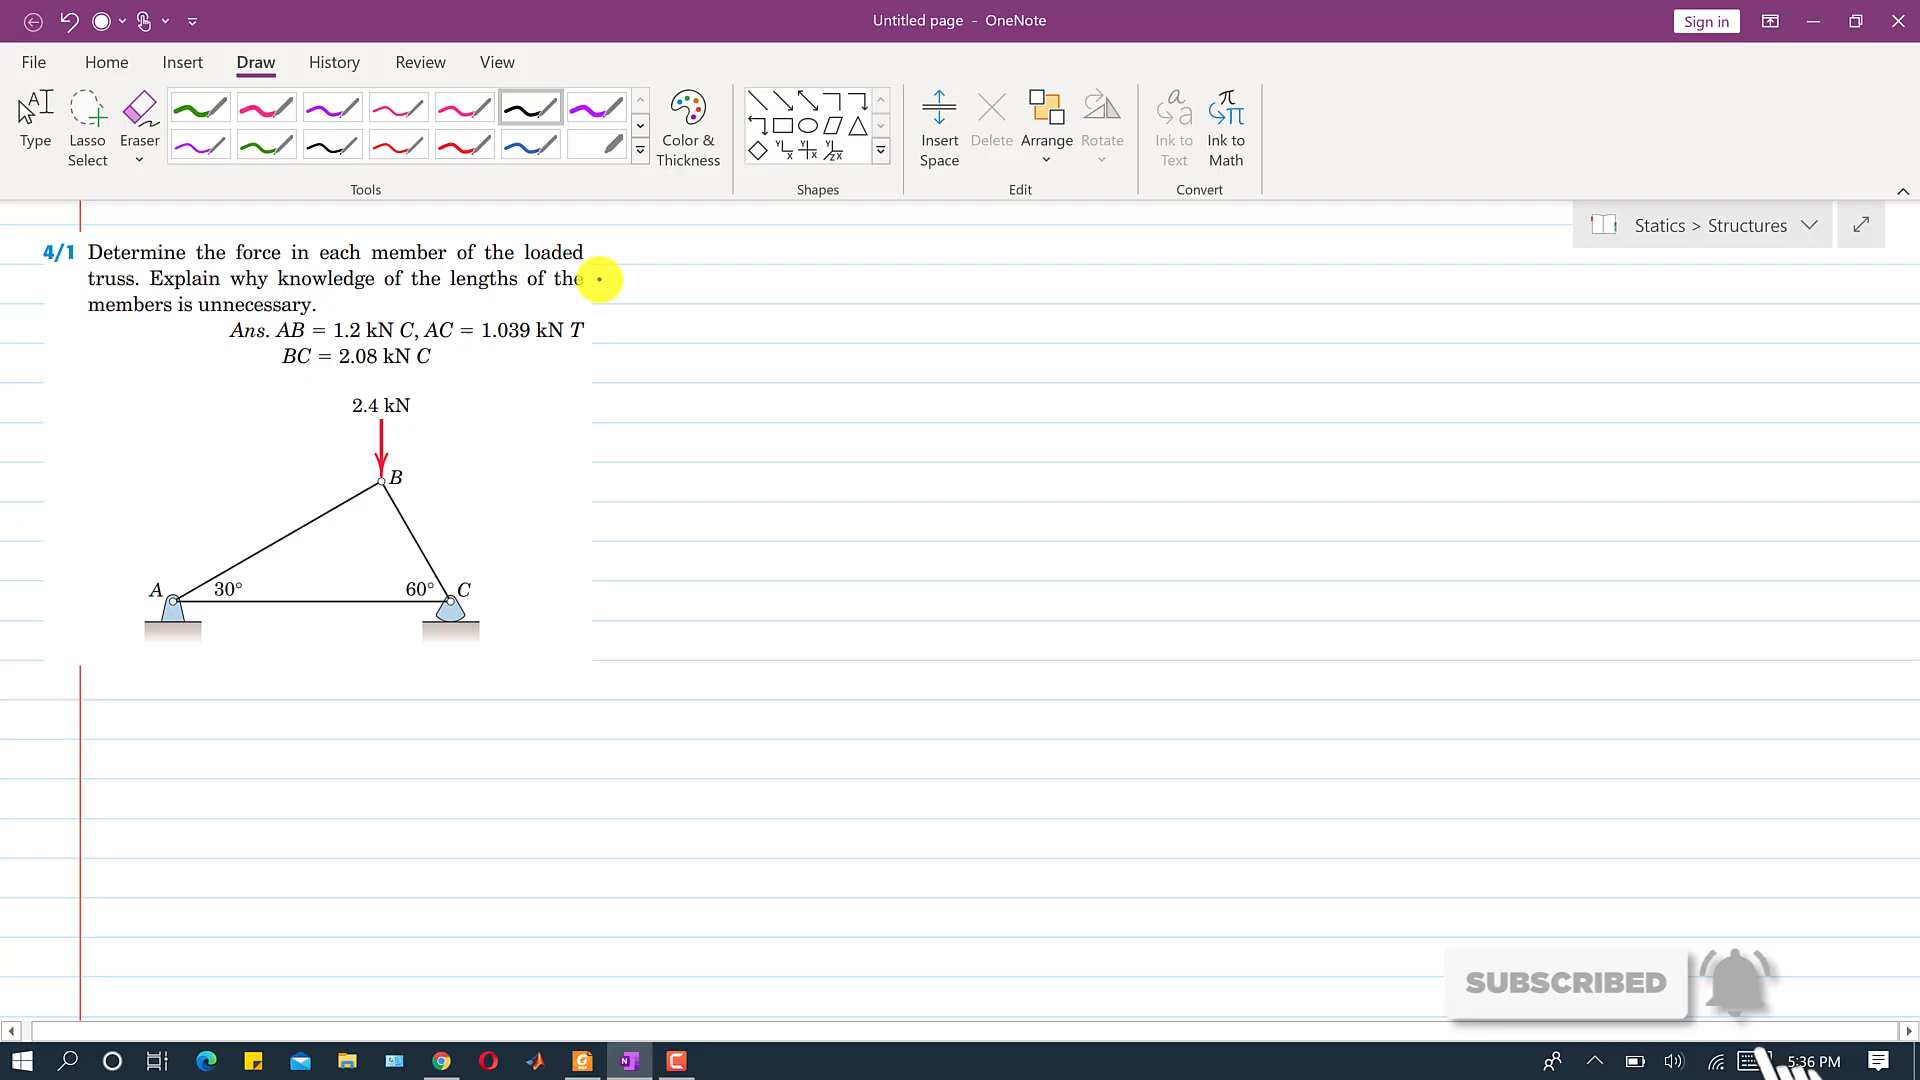 Untitled page - OneNote
Sign in
File Home Insert Draw History Review View
Type
Lasso Select
Eraser
Color & Thickness
Insert Space
Delete
Arrange
Rotate
Ink to Text
Ink to Math
Tools
Shapes
Edit
Convert
Statics > Structures
4/1 Determine the force in each member of the loaded
truss. Explain why knowledge of the lengths of the
members is unnecessary.
Ans. AB = 1.2 kN C, AC = 1.039 kN T
BC = 2.08 kN C
2.4 kN
B
A 30° 60° C
SUBSCRIBED
5:36 PM